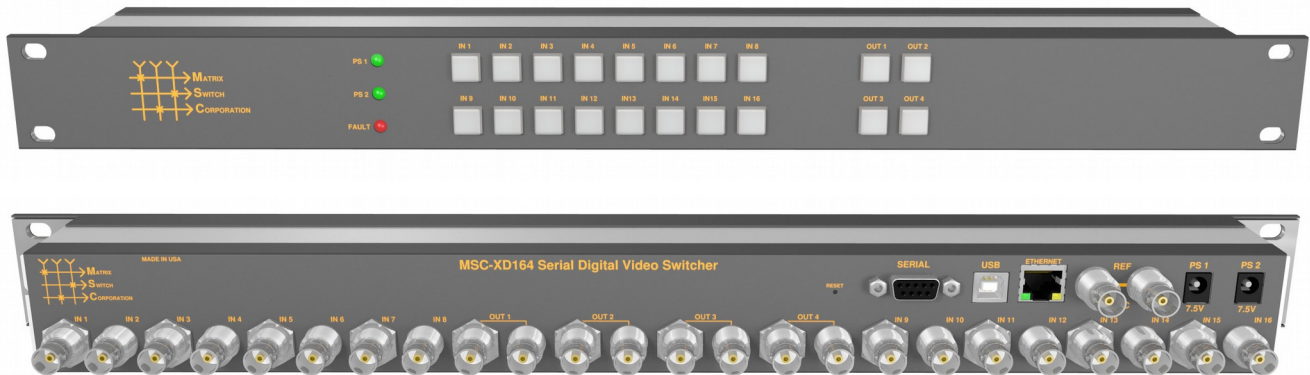 IN 1 IN 2 IN 3 IN 4 IN 5 IN 6 IN 7 IN 8 OUT 1 OUT 2
PS 1
MATRIX
SWITCH
CORPORATION
PS 2
IN 9 IN 10 IN 11 IN 12 IN13 IN 14 IN15 IN 16 OUT 3 OUT 4
FAULT
MADE IN USA
MSC-XD164 Serial Digital Video Switcher
SERIAL USB ETHERNET REF PS 1 PS 2
MATRIX
SWITCH
CORPORATION
RESET
7.5V 7.5V
IN 1 IN 2 IN 3 IN 4 IN 5 IN 6 IN 7 IN 8 OUT 1 OUT 2 OUT 3 OUT 4 IN 9 IN 10 IN 11 IN 12 IN 13 IN 14 IN 15 IN 16